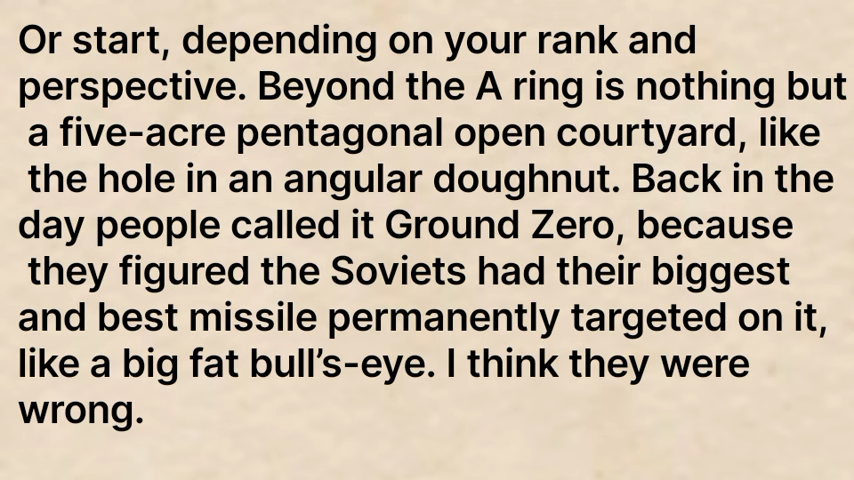 Or start, depending on your rank and
perspective. Beyond the A ring is nothing but
a five-acre pentagonal open courtyard, like
the hole in an angular doughnut. Back in the
day people called it Ground Zero, because
they figured the Soviets had their biggest
and best missile permanently targeted on it,
like a big fat bull’s-eye. I think they were
wrong.